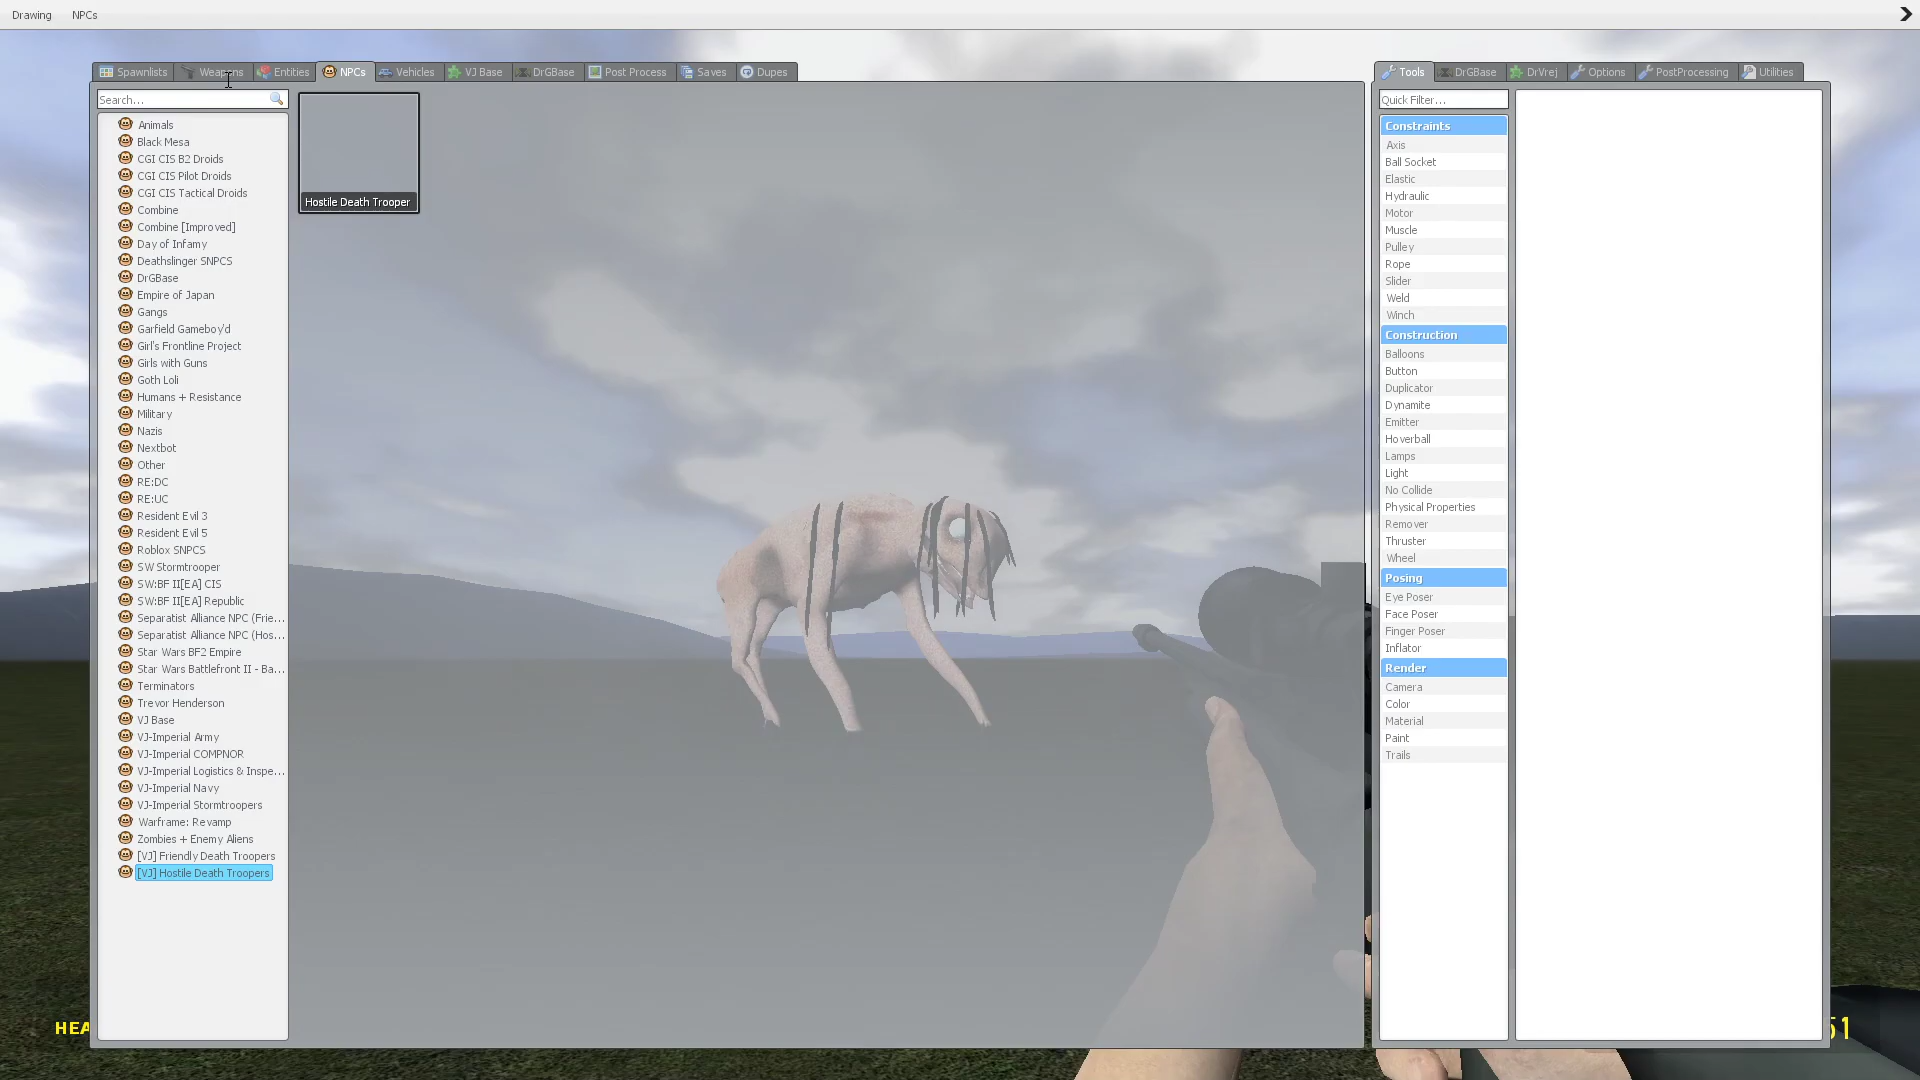 Drawing NPCs
Spawnlists Weapons Entities NPCs Vehicles VJ Base DrGBase Post Process Saves Dupes
Search...
Animals
Black Mesa
CGI CIS B2 Droids
CGI CIS Pilot Droids
CGI CIS Tactical Droids
Combine
Combine [Improved]
Day of Infamy
Deathslinger SNPCS
DrGBase
Empire of Japan
Gangs
Garfield Gameboy'd
Girl's Frontline Project
Girls with Guns
Goth Loli
Humans + Resistance
Military
Nazis
Nextbot
Other
RE:DC
RE:UC
Resident Evil 3
Resident Evil 5
Roblox SNPCS
SW Stormtrooper
SW:BF II[EA] CIS
SW:BF II[EA] Republic
Separatist Alliance NPC (Frie...
Separatist Alliance NPC (Hos...
Star Wars BF2 Empire
Star Wars Battlefront II - Ba...
Terminators
Trevor Henderson
VJ Base
VJ-Imperial Army
VJ-Imperial COMPNOR
VJ-Imperial Logistics & Inspe...
VJ-Imperial Navy
VJ-Imperial Stormtroopers
Warframe: Revamp
Zombies + Enemy Aliens
[VJ] Friendly Death Troopers
[VJ] Hostile Death Troopers
Hostile Death Trooper
Tools DrGBase DrVrej Options PostProcessing Utilities
Quick Filter...
Constraints
Axis
Ball Socket
Elastic
Hydraulic
Motor
Muscle
Pulley
Rope
Slider
Weld
Winch
Construction
Balloons
Button
Duplicator
Dynamite
Emitter
Hoverball
Lamps
Light
No Collide
Physical Properties
Remover
Thruster
Wheel
Posing
Eye Poser
Face Poser
Finger Poser
Inflator
Render
Camera
Color
Material
Paint
Trails
HEA
51